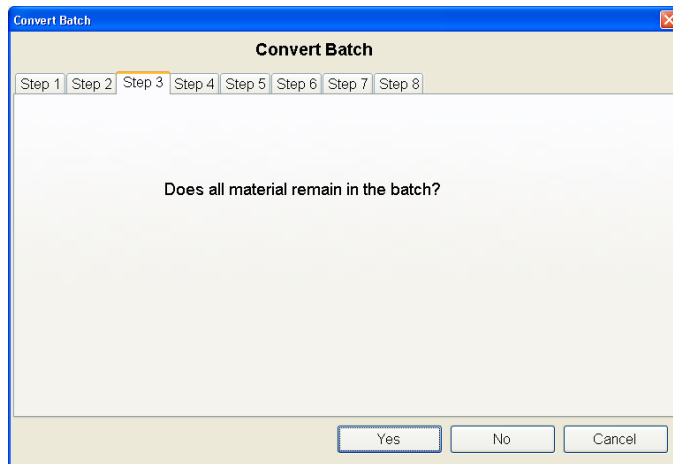 Convert Batch
Convert Batch
Step 1 Step 2 Step 3 Step 4 Step 5 Step 6 Step 7 Step 8
Does all material remain in the batch?
Yes No Cancel